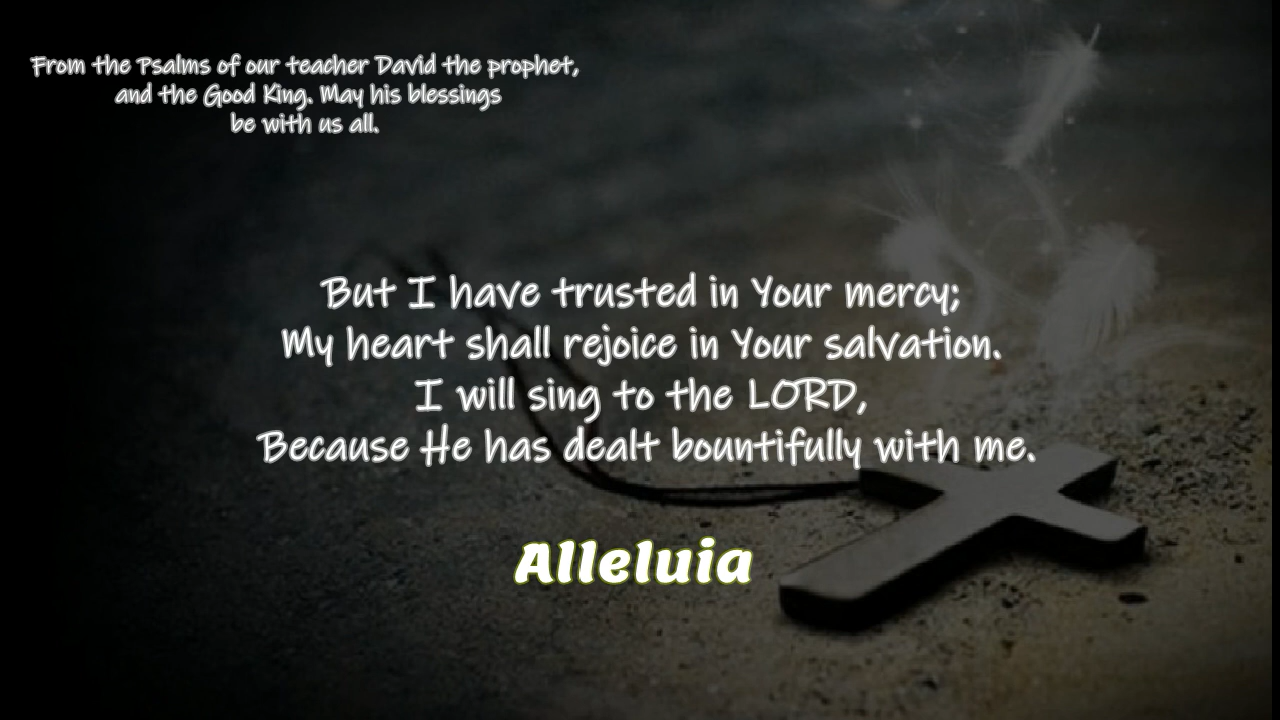 From the Psalms of our teacher David the prophet,
and the Good King. May his blessings
be with us all.
But I have trusted in Your mercy;
My heart shall rejoice in Your salvation.
I will sing to the LORD,
Because He has dealt bountifully with me.
Alleluia